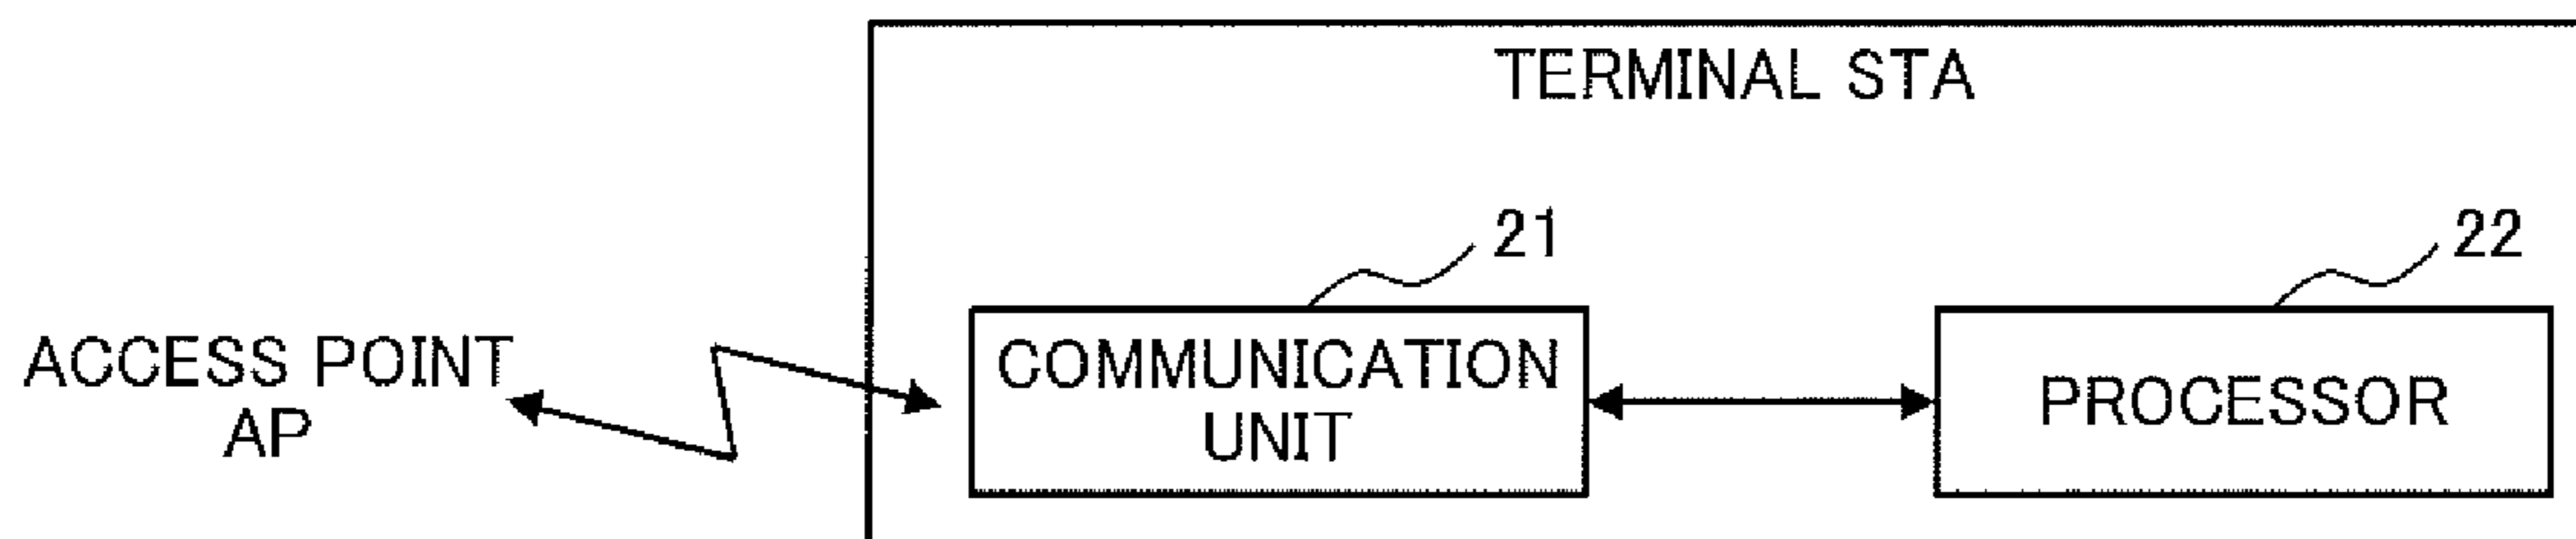 TERMINAL STA
21
22
ACCESS POINT
AP
COMMUNICATION
UNIT
PROCESSOR